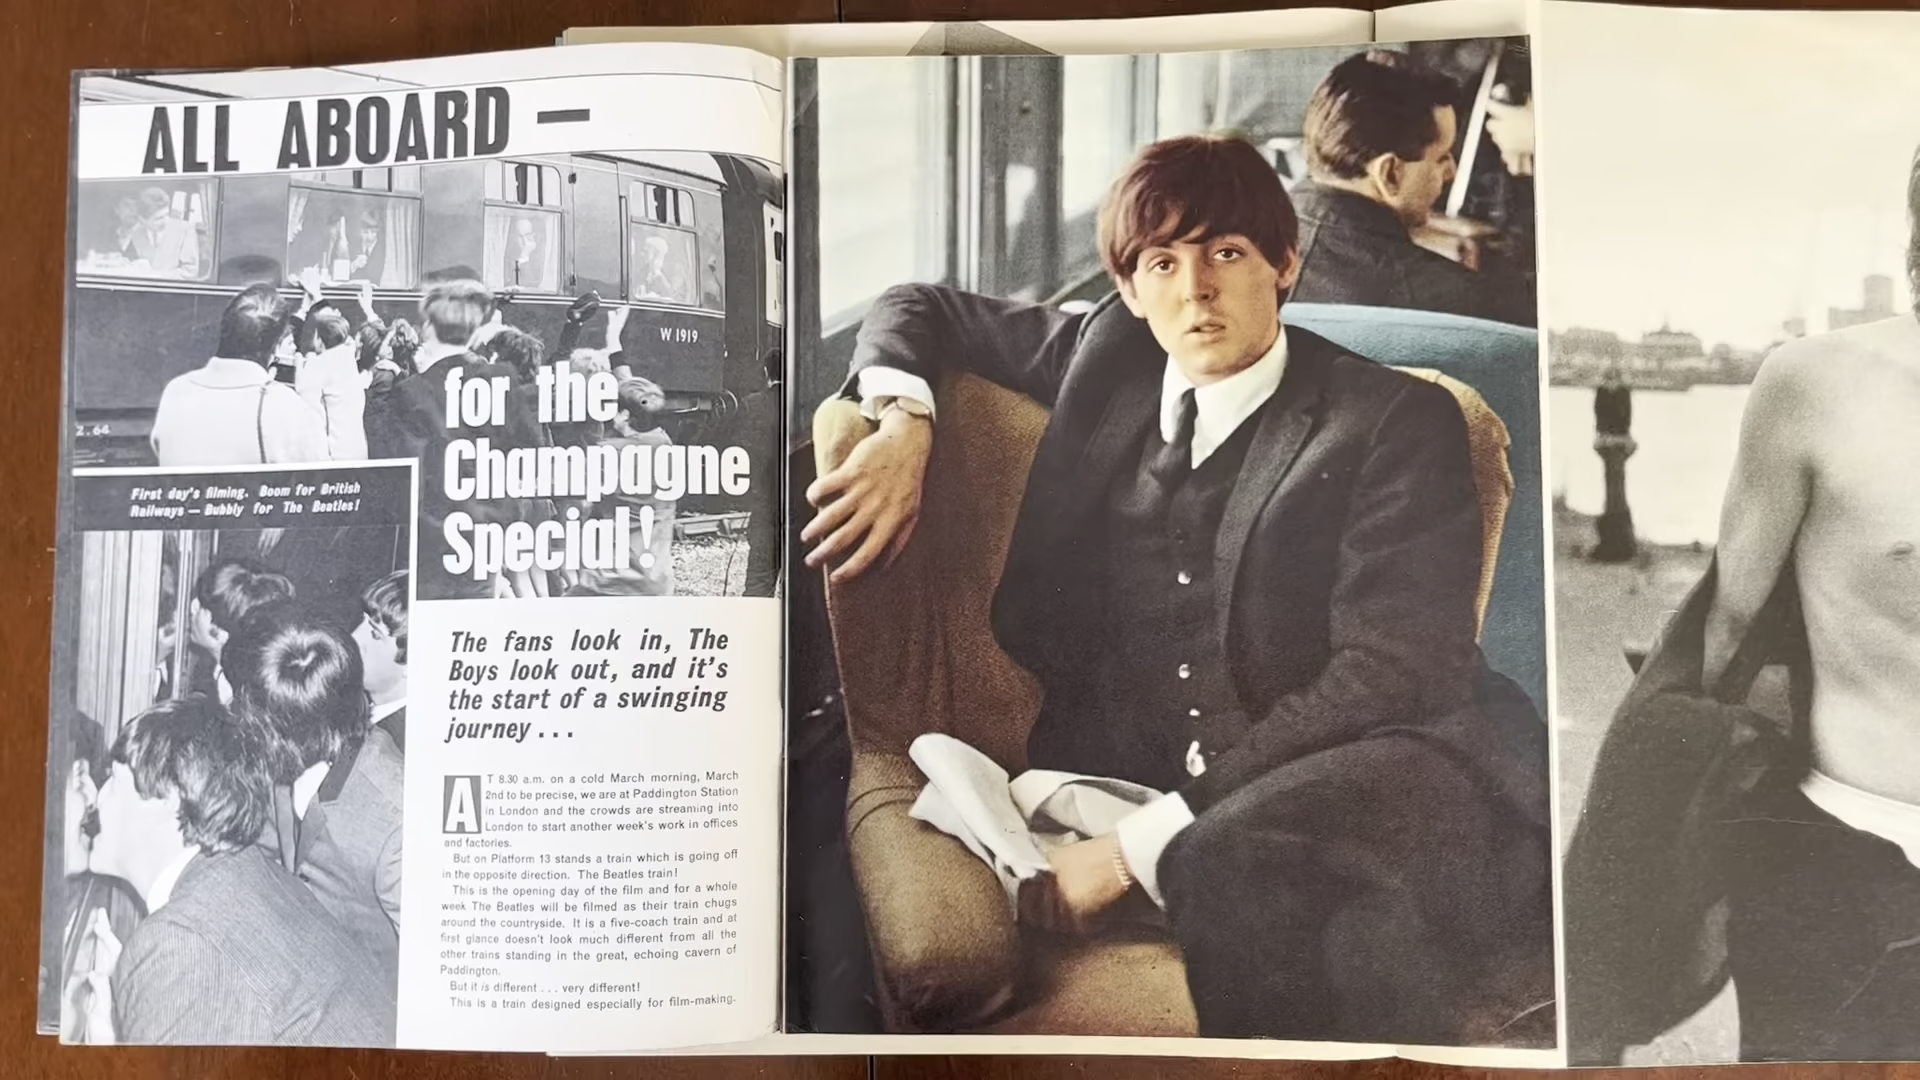 ALL ABOARD —
W 1919
for the
Champagne
Special!
2.64
First day's filming. Boom for British
Railways — Bubbly for The Beatles!
The fans look in, The
Boys look out, and it's
the start of a swinging
journey . . .
AT 8.30 a.m. on a cold March morning, March
2nd to be precise, we are at Paddington Station
in London and the crowds are streaming into
London to start another week's work in offices
and factories.
But on Platform 13 stands a train which is going off
in the opposite direction. The Beatles train!
This is the opening day of the film and for a whole
week The Beatles will be filmed as their train chugs
around the countryside. It is a five-coach train and at
first glance doesn't look much different from all the
other trains standing in the great, echoing cavern of
Paddington.
But it is different . . . very different!
This is a train designed especially for film-making.